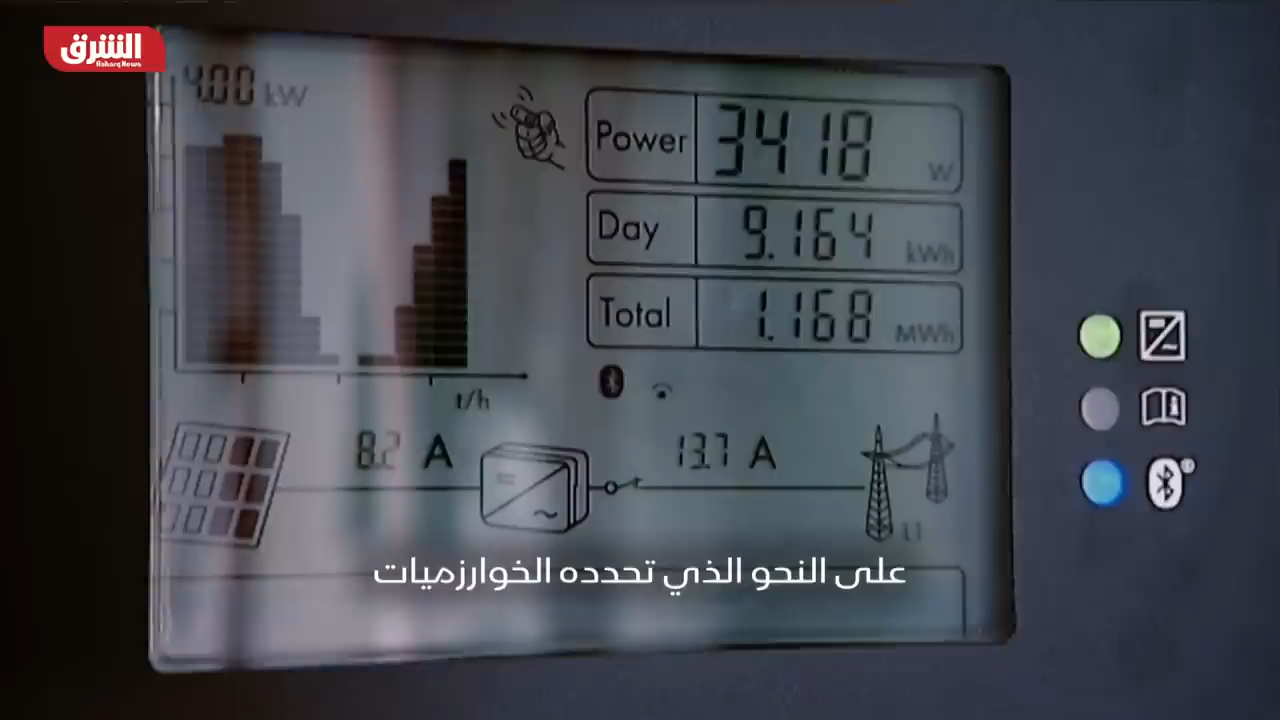 الشرق
Asharq News
4.00 kW
Power 3418 W
Day 9.164 kWh
Total 1.168 MWh
t/h
8.2 A
13.7 A
L1
على النحو الذي تحدده الخوارزميات